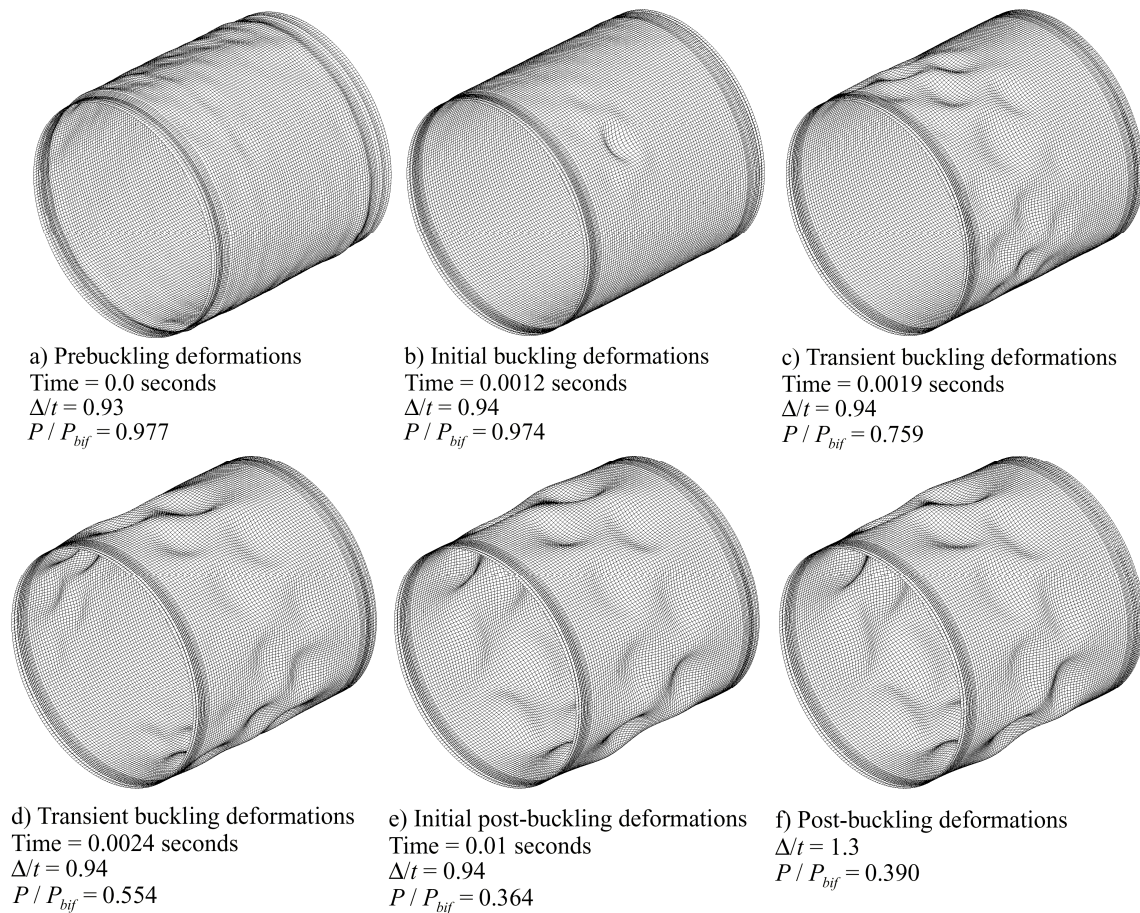 a) Prebuckling deformations
Time = 0.0 seconds
Δ/t = 0.93
P / P_bif = 0.977
b) Initial buckling deformations
Time = 0.0012 seconds
Δ/t = 0.94
P / P_bif = 0.974
c) Transient buckling deformations
Time = 0.0019 seconds
Δ/t = 0.94
P / P_bif = 0.759
d) Transient buckling deformations
Time = 0.0024 seconds
Δ/t = 0.94
P / P_bif = 0.554
e) Initial post-buckling deformations
Time = 0.01 seconds
Δ/t = 0.94
P / P_bif = 0.364
f) Post-buckling deformations
Δ/t = 1.3
P / P_bif = 0.390